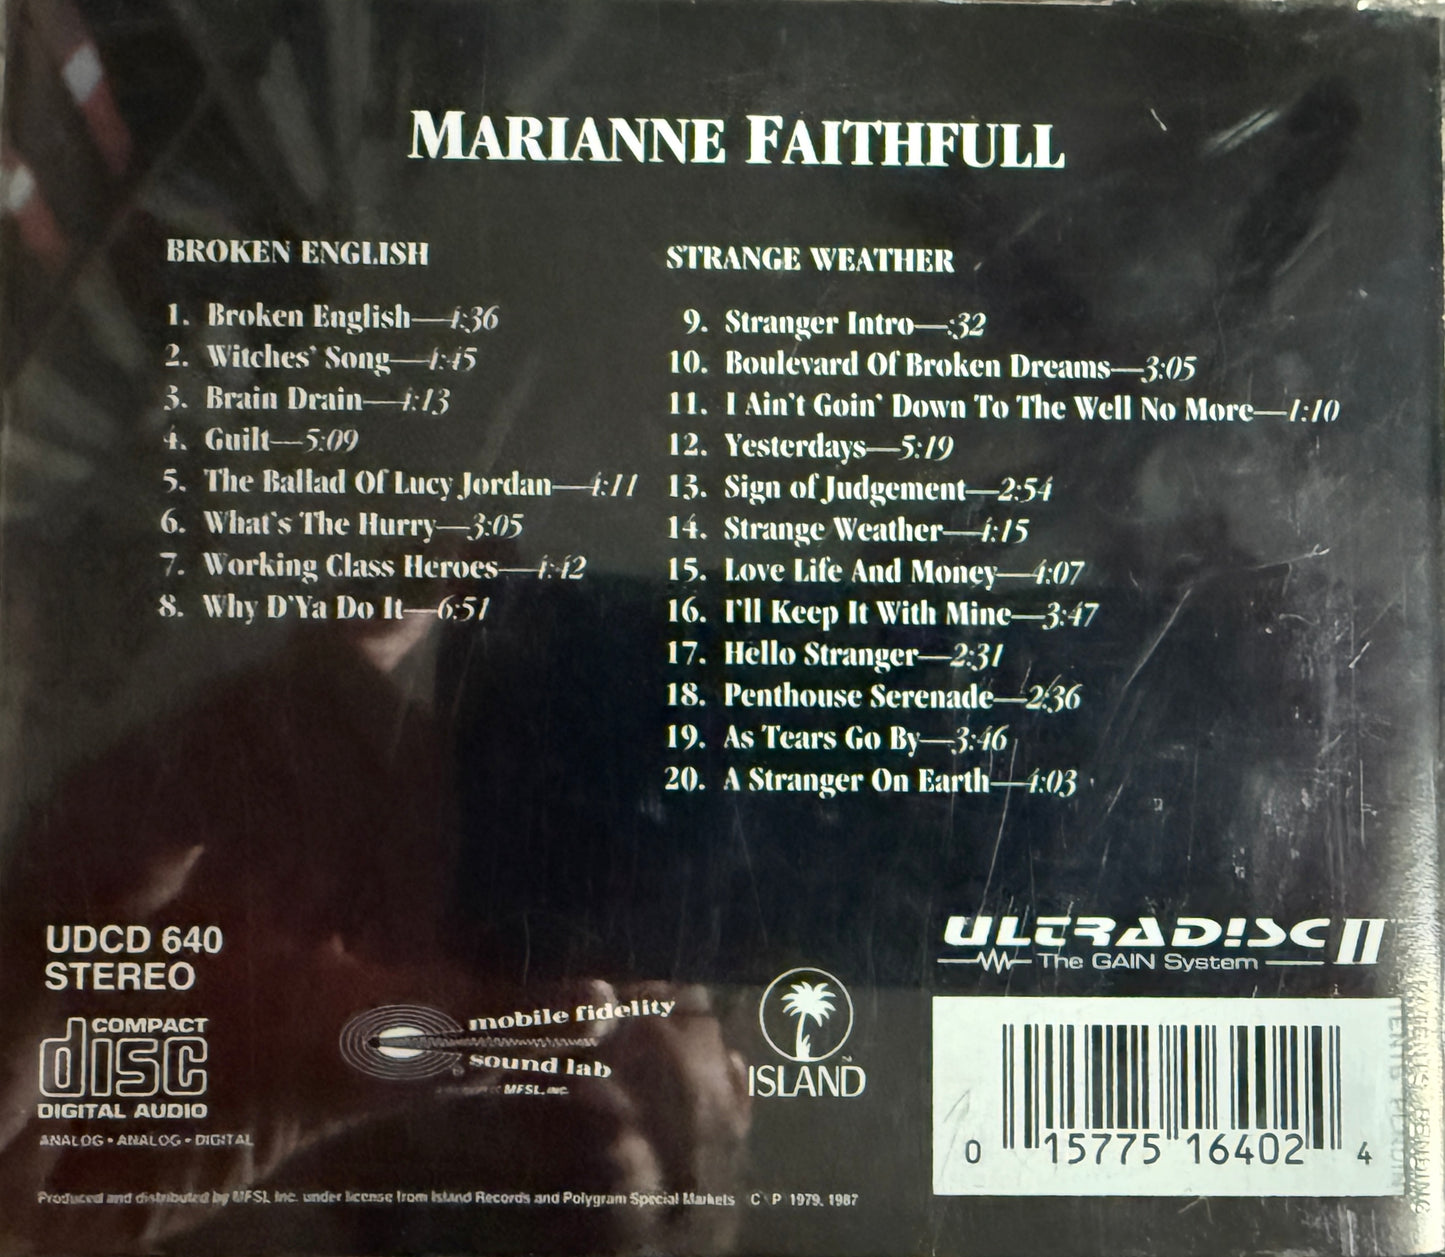 MARIANNE FAITHFULL
BROKEN ENGLISH
1. Broken English—4:36
2. Witches' Song—4:45
3. Brain Drain—4:13
4. Guilt—5:09
5. The Ballad Of Lucy Jordan—4:11
6. What's The Hurry—3:05
7. Working Class Heroes—4:42
8. Why D'Ya Do It—6:51
STRANGE WEATHER
9. Stranger Intro—:32
10. Boulevard Of Broken Dreams—3:05
11. I Ain't Goin' Down To The Well No More—1:10
12. Yesterdays—5:19
13. Sign of Judgement—2:54
14. Strange Weather—4:15
15. Love Life And Money—4:07
16. I'll Keep It With Mine—3:47
17. Hello Stranger—2:31
18. Penthouse Serenade—2:36
19. As Tears Go By—3:46
20. A Stranger On Earth—4:03
UDCD 640
STEREO
COMPACT
disc
DIGITAL AUDIO
ANALOG • ANALOG • DIGITAL
mobile fidelity
sound lab
MFSL, INC.
ISLAND
ULTRADISC II
The GAIN System
0 15775 16402 4
Produced and distributed by MFSL Inc. under license from Island Records and Polygram Special Markets C P 1979, 1987